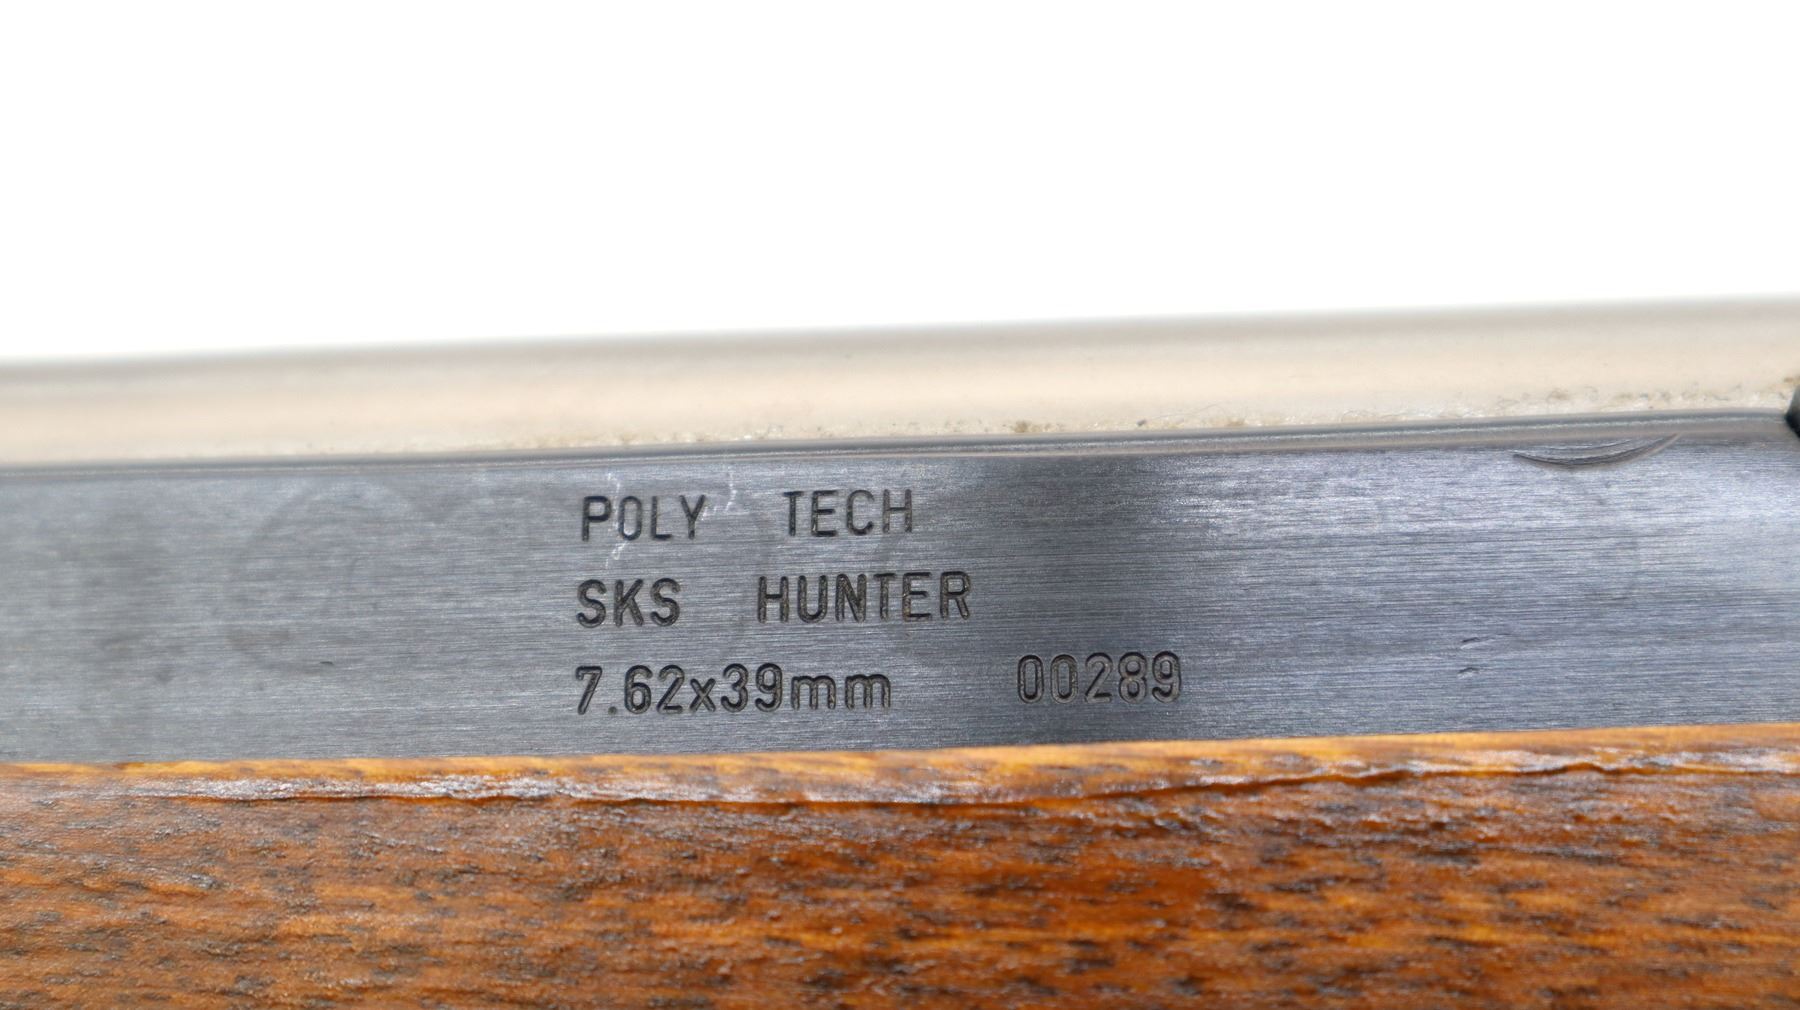 POLY TECH
SKS HUNTER
7.62x39mm 00289